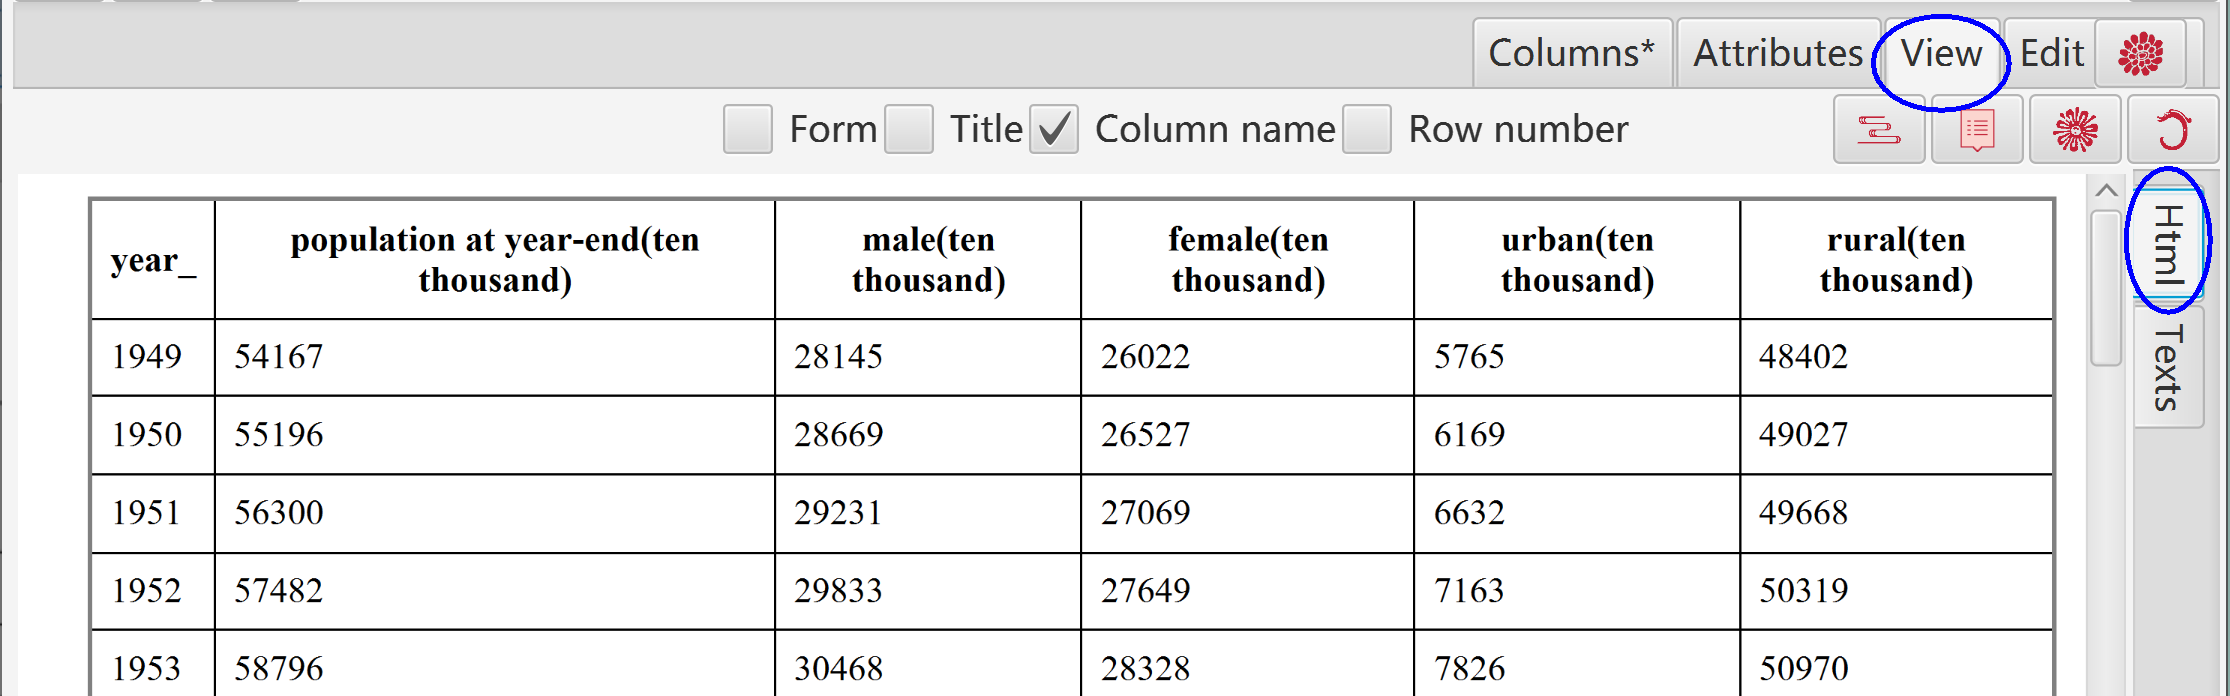 Columns* Attributes View Edit
Form Title Column name Row number
Html
Texts
year_ population at year-end(ten thousand) male(ten thousand) female(ten thousand) urban(ten thousand) rural(ten thousand)
1949 54167 28145 26022 5765 48402
1950 55196 28669 26527 6169 49027
1951 56300 29231 27069 6632 49668
1952 57482 29833 27649 7163 50319
1953 58796 30468 28328 7826 50970